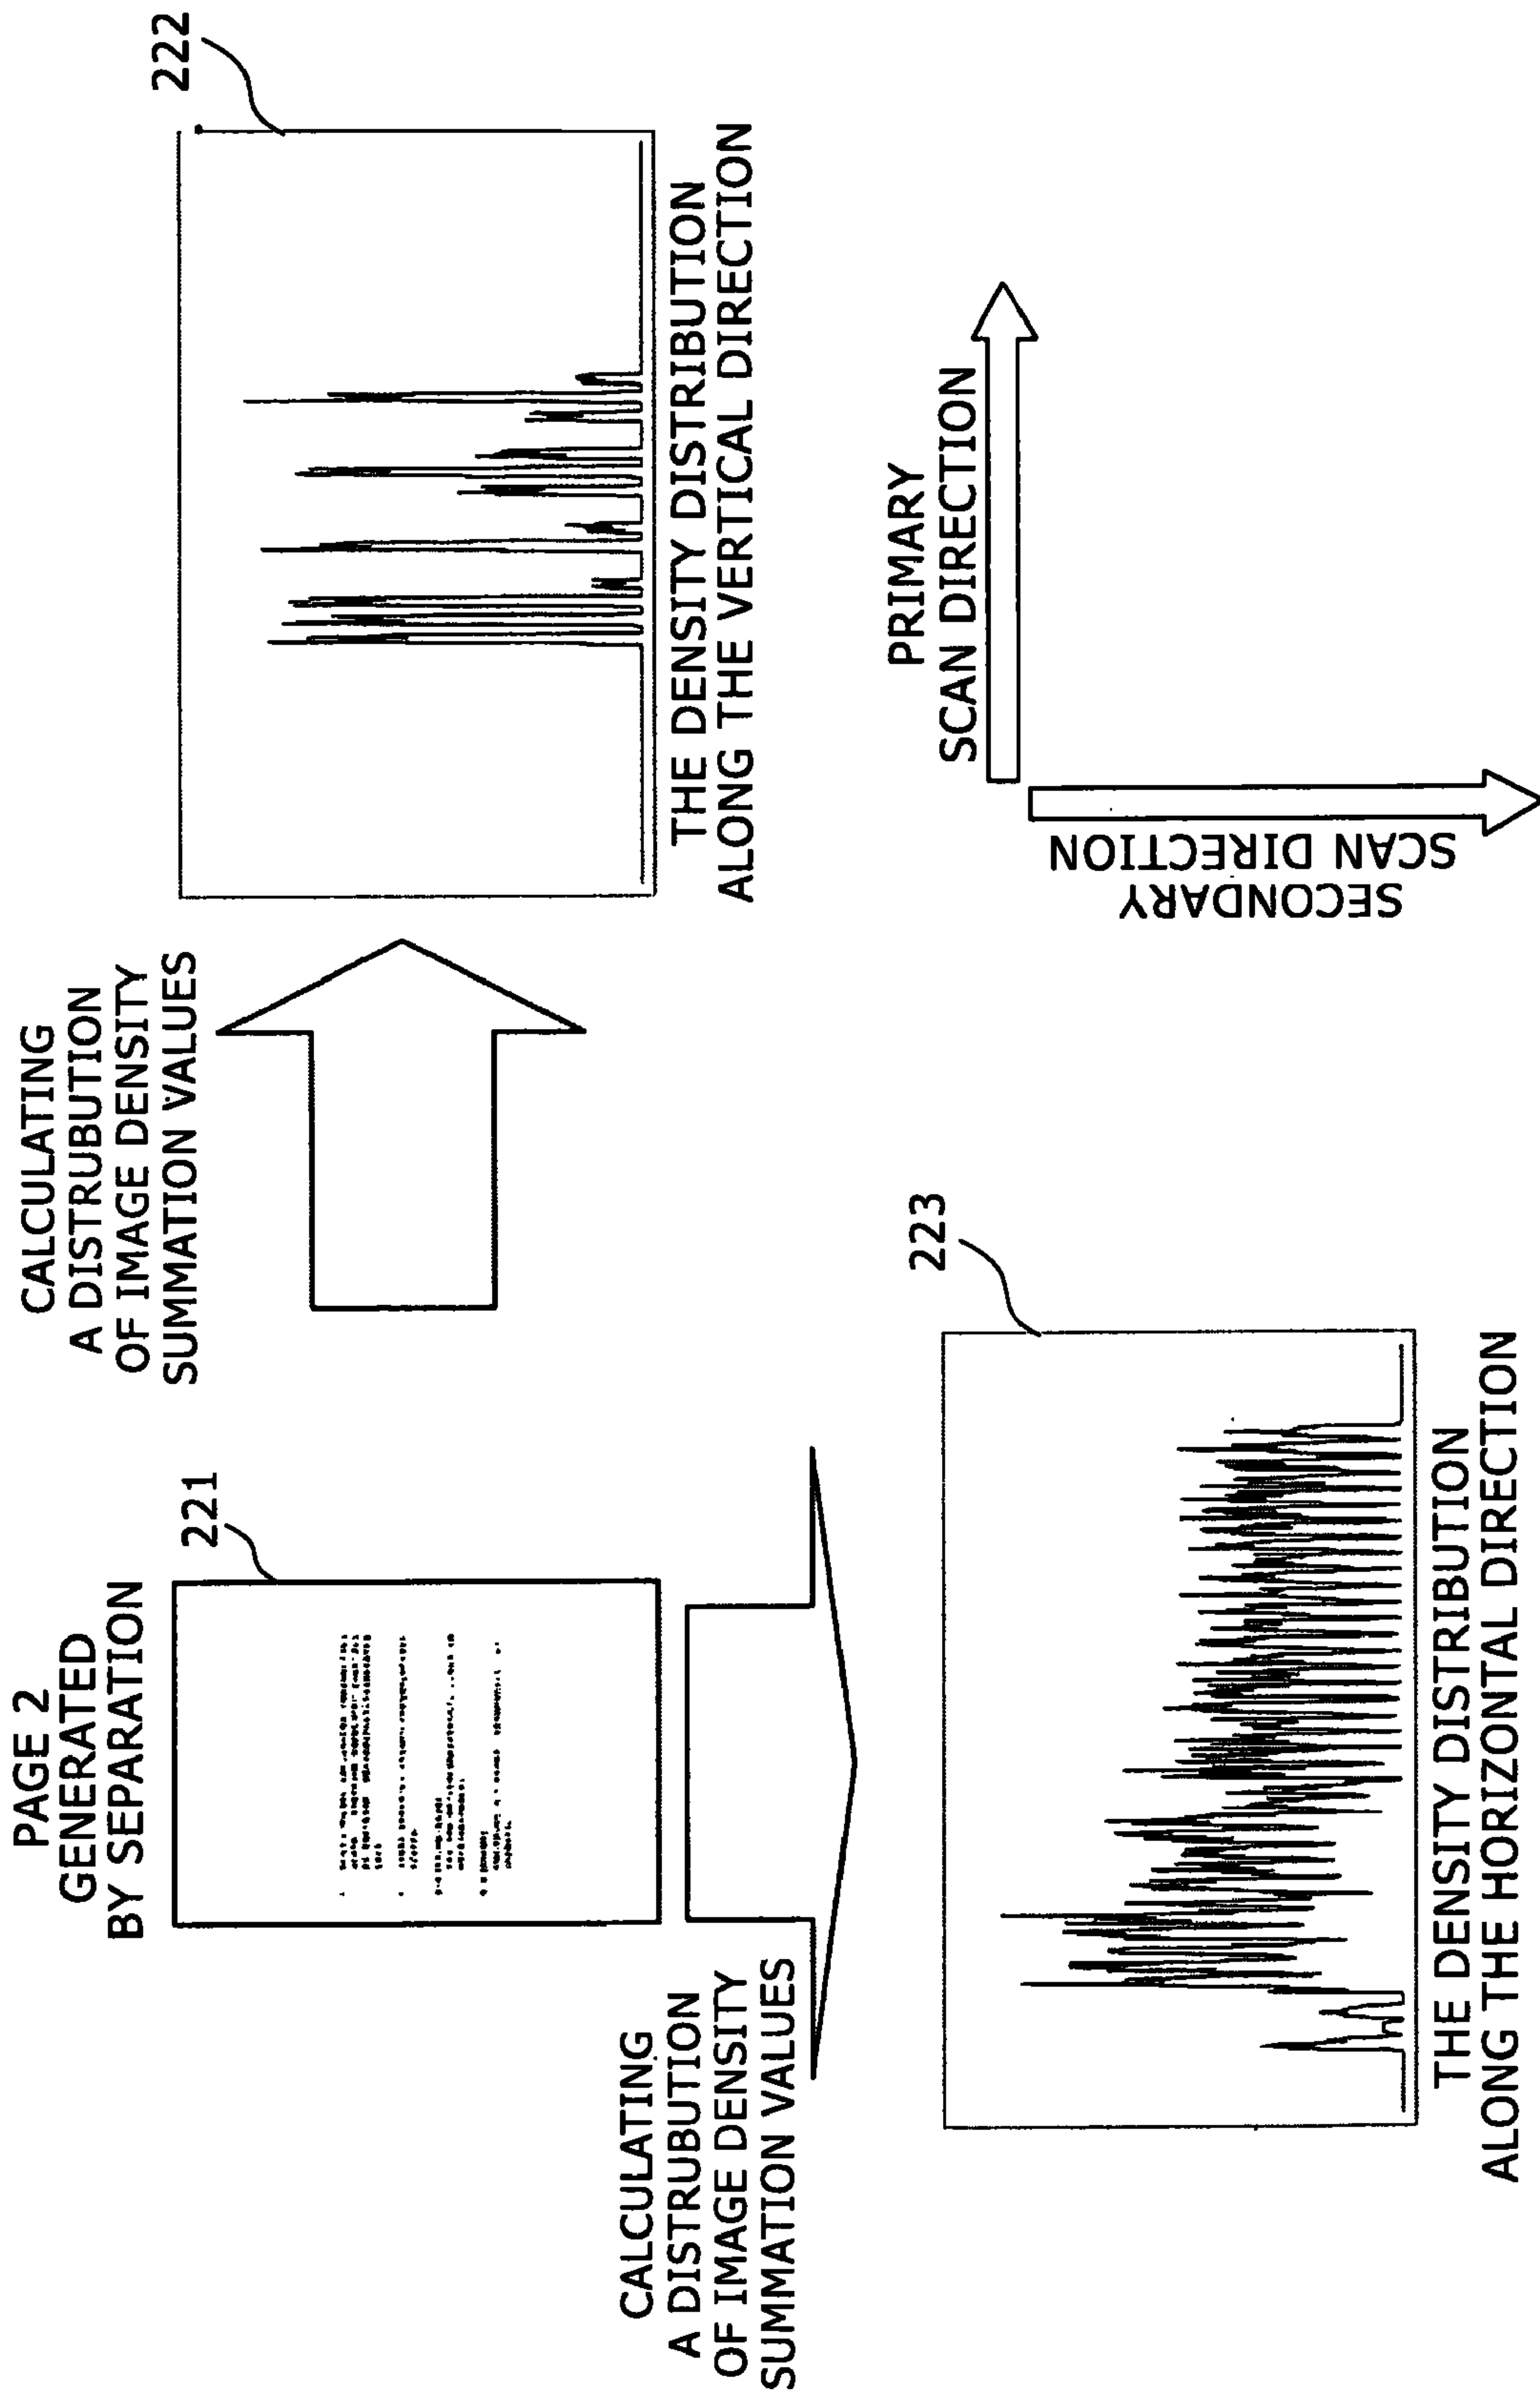 PAGE 2
GENERATED
BY SEPARATION
221
CALCULATING
A DISTRUBUTION
OF IMAGE DENSITY
SUMMATION VALUES
222
THE DENSITY DISTRIBUTION
ALONG THE VERTICAL DIRECTION
CALCULATING
A DISTRUBUTION
OF IMAGE DENSITY
SUMMATION VALUES
223
THE DENSITY DISTRIBUTION
ALONG THE HORIZONTAL DIRECTION
PRIMARY
SCAN DIRECTION
SECONDARY
SCAN DIRECTION